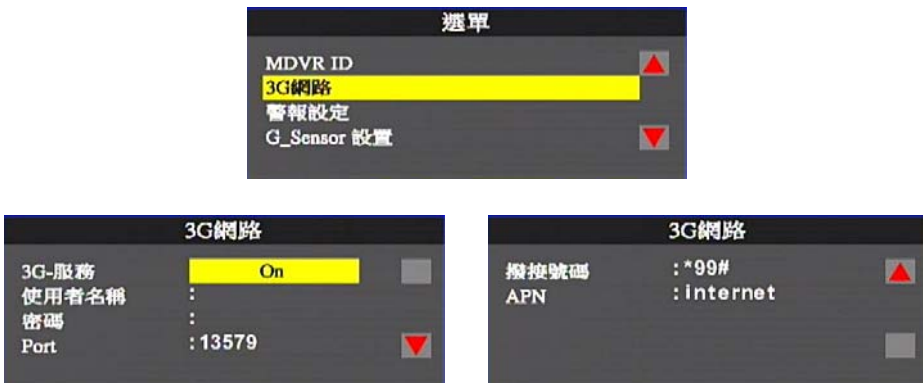 選單
MDVR ID
3G網路
警報設定
G_Sensor 設置
3G網路
3G-服務 On
使用者名稱 :
密碼 :
Port :13579
3G網路
撥接號碼 :*99#
APN :internet